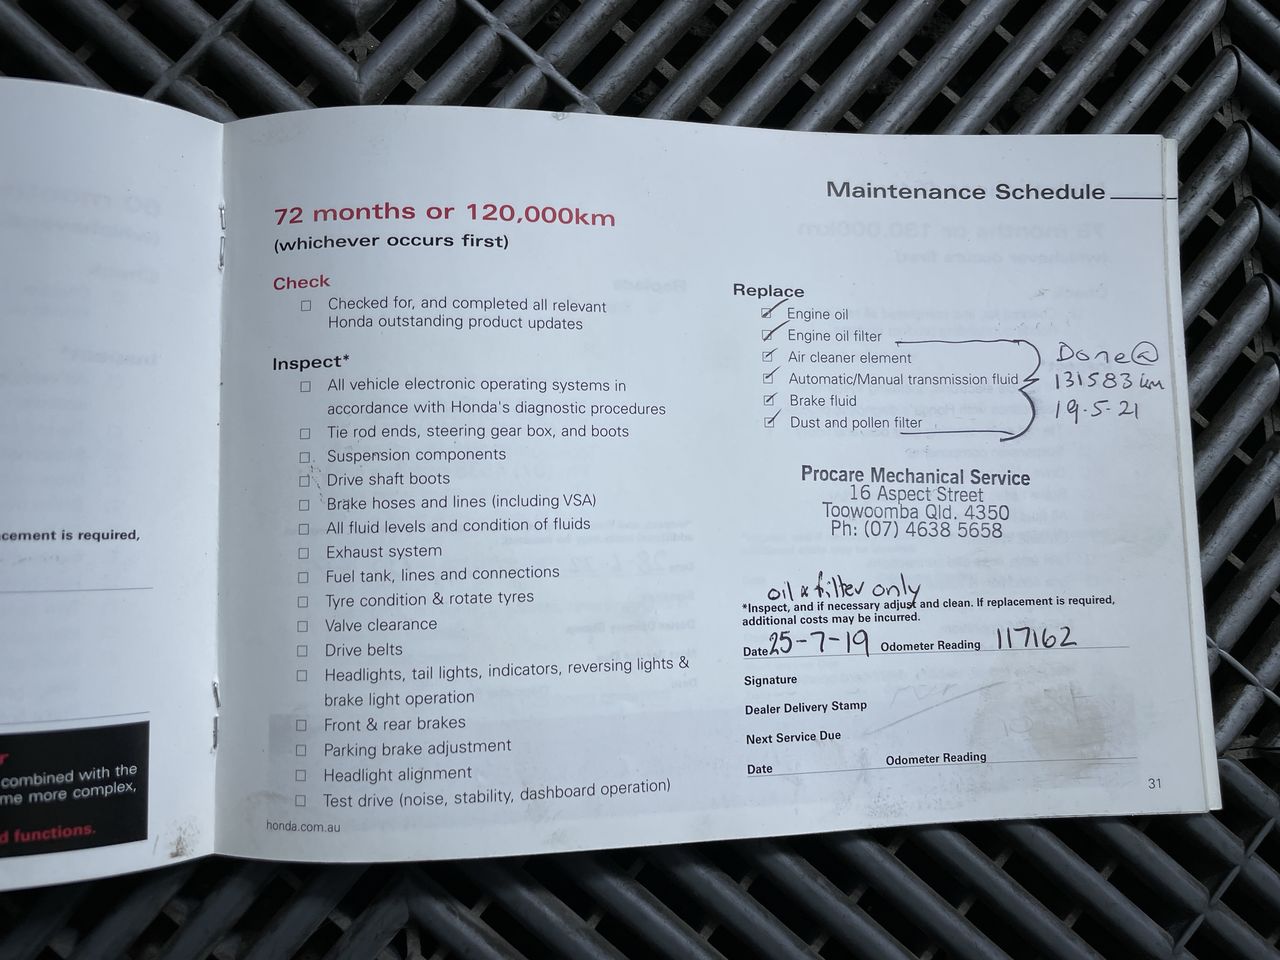 cement is required,
r
combined with the
me more complex,
d functions.
Maintenance Schedule
72 months or 120,000km
(whichever occurs first)
Check
Checked for, and completed all relevant
Honda outstanding product updates
Inspect*
All vehicle electronic operating systems in
accordance with Honda's diagnostic procedures
Tie rod ends, steering gear box, and boots
Suspension components
Drive shaft boots
Brake hoses and lines (including VSA)
All fluid levels and condition of fluids
Exhaust system
Fuel tank, lines and connections
Tyre condition & rotate tyres
Valve clearance
Drive belts
Headlights, tail lights, indicators, reversing lights &
brake light operation
Front & rear brakes
Parking brake adjustment
Headlight alignment
Test drive (noise, stability, dashboard operation)
honda.com.au
Replace
Engine oil
Engine oil filter
Air cleaner element
Automatic/Manual transmission fluid
Brake fluid
Dust and pollen filter
Done @
131583 km
19.5.21
Procare Mechanical Service
16 Aspect Street
Toowoomba Qld. 4350
Ph: (07) 4638 5658
oil & filter only
*Inspect, and if necessary adjust and clean. If replacement is required,
additional costs may be incurred.
Date 25-7-19 Odometer Reading 117162
Signature
Dealer Delivery Stamp
Next Service Due
Date Odometer Reading
31